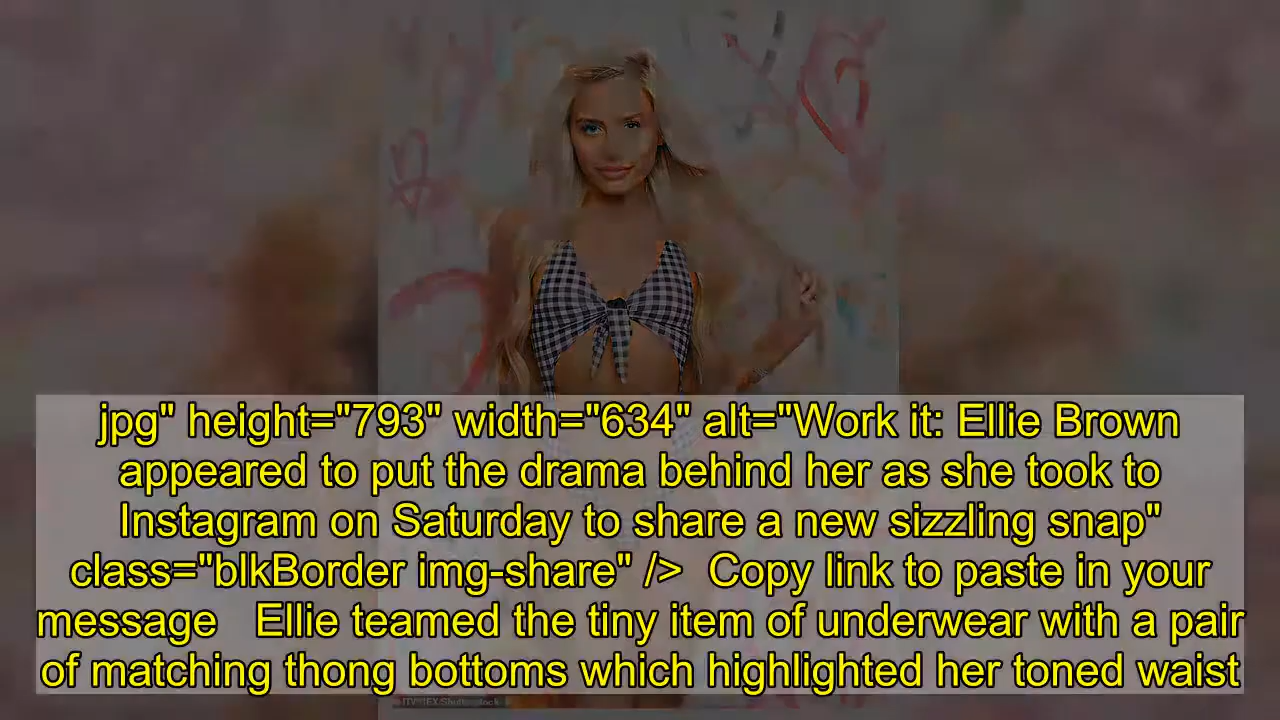 jpg" height="793" width="634" alt="Work it: Ellie Brown
appeared to put the drama behind her as she took to
Instagram on Saturday to share a new sizzling snap"
class="blkBorder img-share" />  Copy link to paste in your
message   Ellie teamed the tiny item of underwear with a pair
of matching thong bottoms which highlighted her toned waist
ITV/REX/Shutterstock